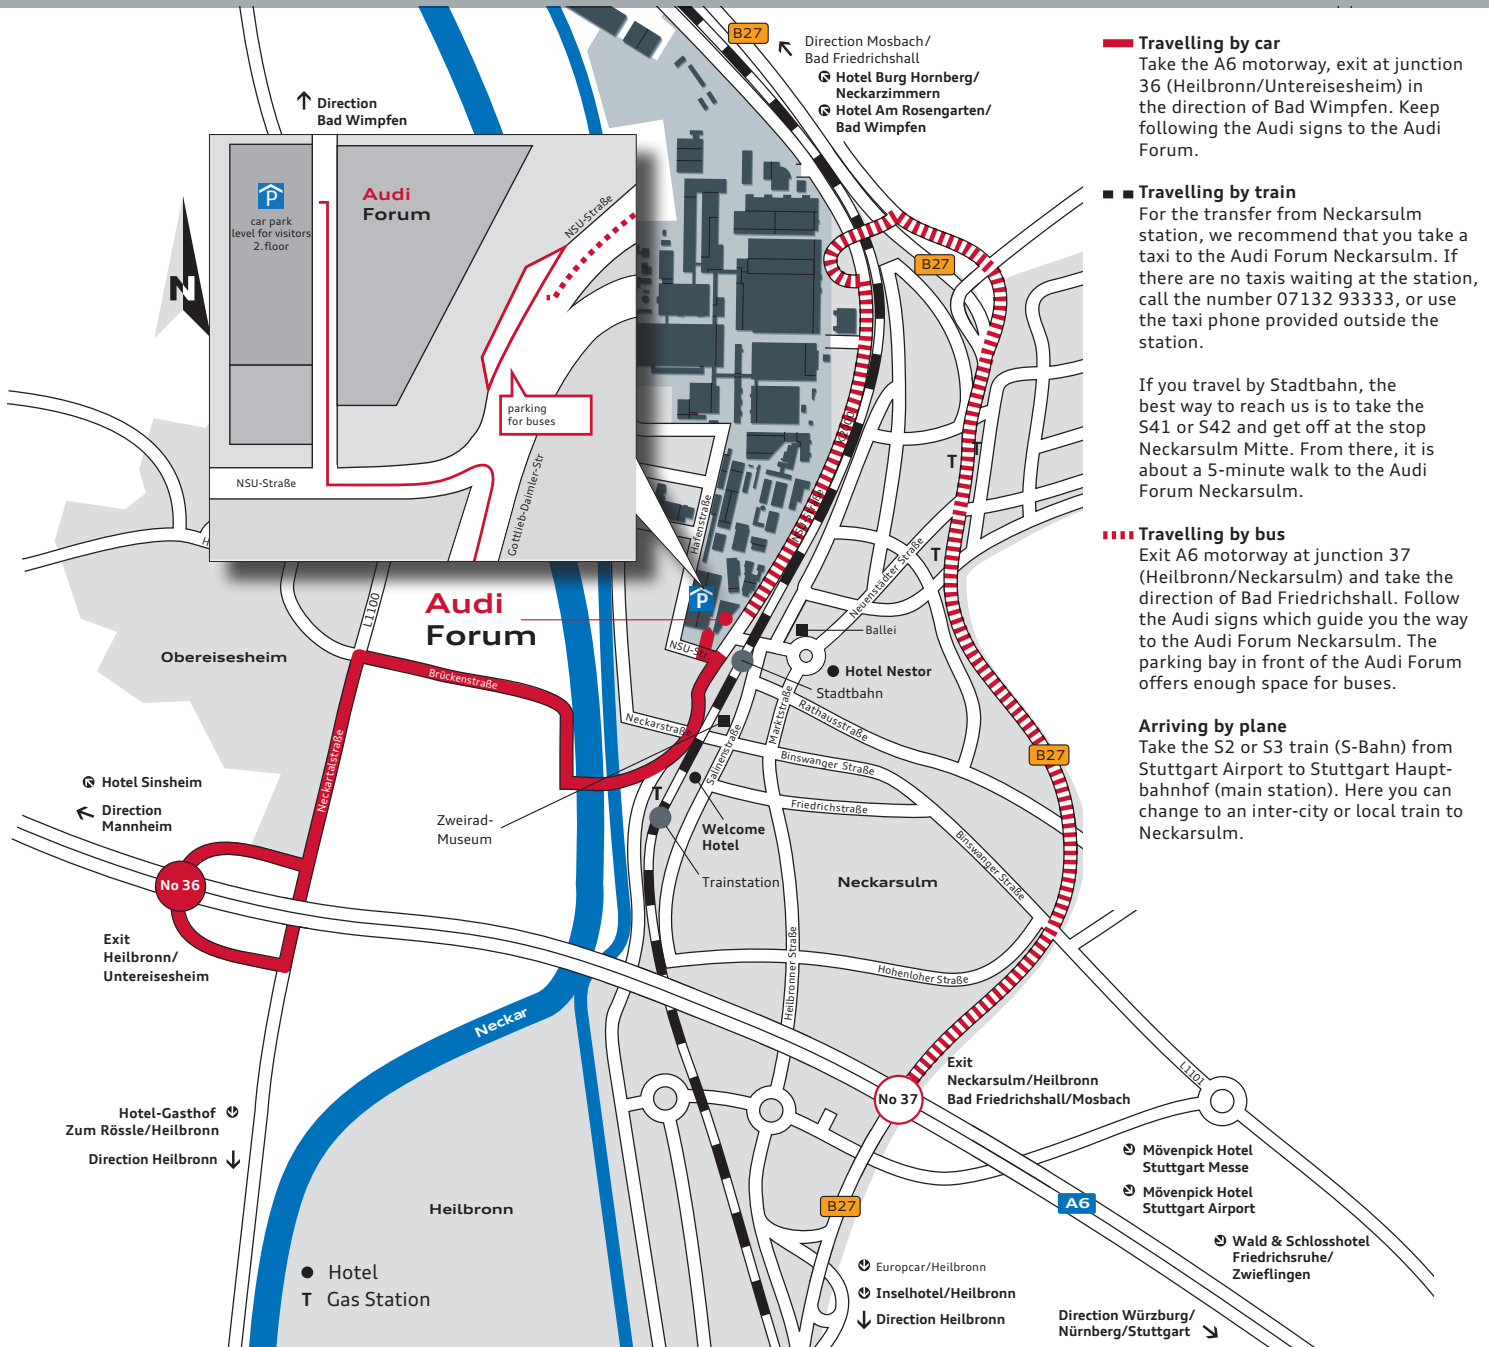 B27
Direction Mosbach/
Bad Friedrichshall
Hotel Burg Hornberg/
Neckarzimmern
Hotel Am Rosengarten/
Bad Wimpfen
Direction
Bad Wimpfen
P
car park
level for visitors
2.floor
Audi
Forum
NSU-Straße
parking
for buses
NSU-Straße
Gottlieb-Daimler-Str
N
B27
K2000
NSU-Straße
Hafenstraße
T
T
T
Neuenstädter Straße
H
L1100
P
Audi
Forum
Ballei
NSU-Str.
Obereisesheim
Brückenstraße
Hotel Nestor
Stadtbahn
Marktstraße
Rathausstraße
Neckarstraße
Salinenstraße
Binswanger Straße
B27
Neckartalstraße
Hotel Sinsheim
Direction
Mannheim
T
Friedrichstraße
Zweirad-
Museum
Welcome
Hotel
Binswanger Straße
Trainstation
Neckarsulm
No 36
Exit
Heilbronn/
Untereisesheim
Heilbronner Straße
Hohenloher Straße
Neckar
Exit
Neckarsulm/Heilbronn
Bad Friedrichshall/Mosbach
No 37
L1101
Hotel-Gasthof
Zum Rössle/Heilbronn
Direction Heilbronn
Mövenpick Hotel
Stuttgart Messe
Mövenpick Hotel
Stuttgart Airport
A6
B27
Heilbronn
Wald & Schlosshotel
Friedrichsruhe/
Zwieflingen
Hotel
T Gas Station
Europcar/Heilbronn
Inselhotel/Heilbronn
Direction Heilbronn
Direction Würzburg/
Nürnberg/Stuttgart
Travelling by car
Take the A6 motorway, exit at junction
36 (Heilbronn/Untereisesheim) in
the direction of Bad Wimpfen. Keep
following the Audi signs to the Audi
Forum.
Travelling by train
For the transfer from Neckarsulm
station, we recommend that you take a
taxi to the Audi Forum Neckarsulm. If
there are no taxis waiting at the station,
call the number 07132 93333, or use
the taxi phone provided outside the
station.
If you travel by Stadtbahn, the
best way to reach us is to take the
S41 or S42 and get off at the stop
Neckarsulm Mitte. From there, it is
about a 5-minute walk to the Audi
Forum Neckarsulm.
Travelling by bus
Exit A6 motorway at junction 37
(Heilbronn/Neckarsulm) and take the
direction of Bad Friedrichshall. Follow
the Audi signs which guide you the way
to the Audi Forum Neckarsulm. The
parking bay in front of the Audi Forum
offers enough space for buses.
Arriving by plane
Take the S2 or S3 train (S-Bahn) from
Stuttgart Airport to Stuttgart Haupt-
bahnhof (main station). Here you can
change to an inter-city or local train to
Neckarsulm.